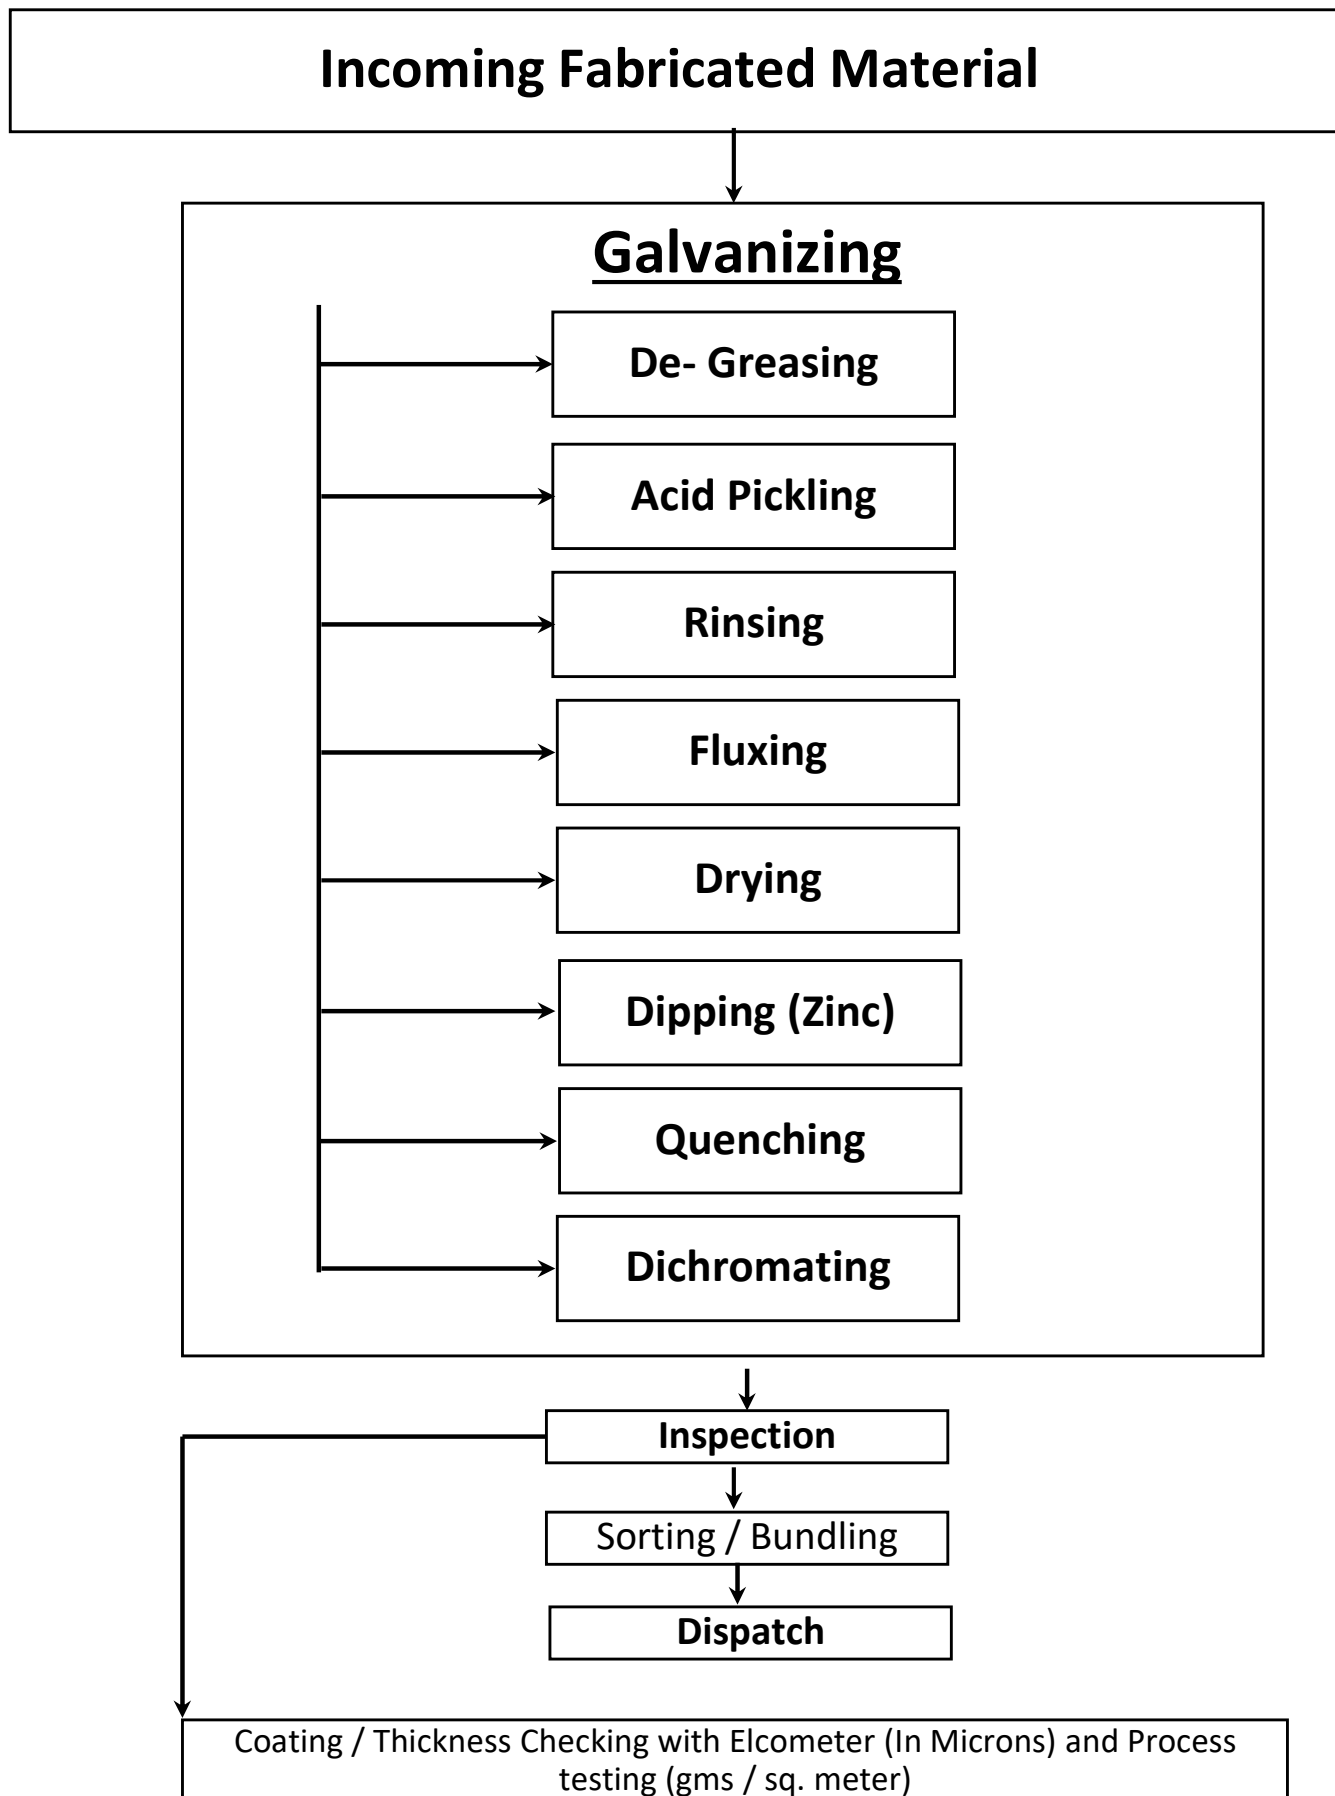 Incoming Fabricated Material
Galvanizing
De- Greasing
Acid Pickling
Rinsing
Fluxing
Drying
Dipping (Zinc)
Quenching
Dichromating
Inspection
Sorting / Bundling
Dispatch
Coating / Thickness Checking with Elcometer (In Microns) and Process
testing (gms / sq. meter)